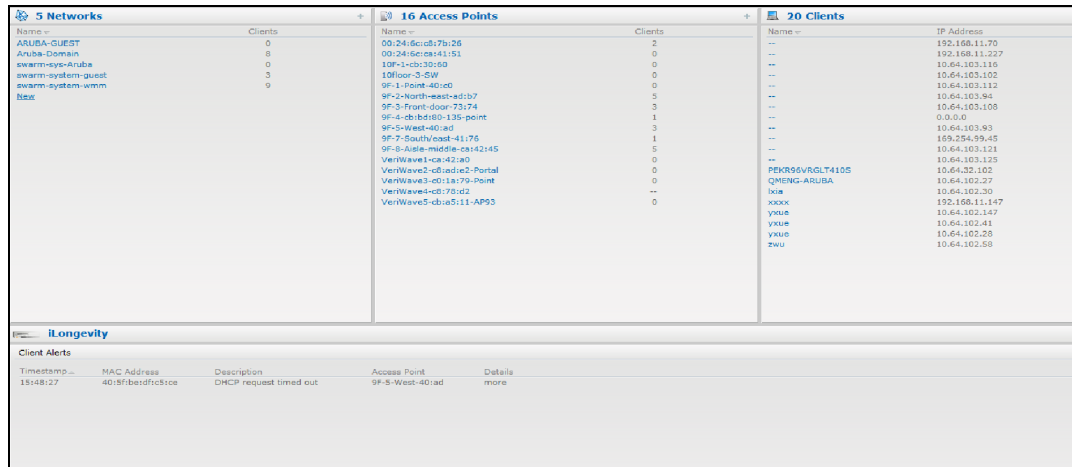 5 Networks +
Name Clients
ARUBA-GUEST 0
Aruba-Domain 8
swarm-sys-Aruba 0
swarm-system-guest 3
swarm-system-wmm 9
New
16 Access Points +
Name Clients
00:24:6c:c8:7b:26 2
00:24:6c:ca:41:51 0
10F-1-cb:30:60 0
10floor-3-SW 0
9F-1-Point-40:c0 0
9F-2-North-east-ad:b7 5
9F-3-Front-door-73:74 3
9F-4-cb:bd:80-135-point 1
9F-5-West-40:ad 3
9F-7-South/east-41:76 1
9F-8-Aisle-middle-ca:42:45 5
VeriWave1-ca:42:a0 0
VeriWave2-c8:ad:e2-Portal 0
VeriWave3-c0:1a:79-Point 0
VeriWave4-c8:78:d2 --
VeriWave5-cb:a5:11-AP93 0
20 Clients
Name IP Address
-- 192.168.11.70
-- 192.168.11.227
-- 10.64.103.116
-- 10.64.103.102
-- 10.64.103.112
-- 10.64.103.94
-- 10.64.103.108
-- 0.0.0.0
-- 10.64.103.93
-- 169.254.99.45
-- 10.64.103.121
-- 10.64.103.125
PEKR96VRGLT410S 10.64.32.102
QMENG-ARUBA 10.64.102.27
lxia 10.64.102.30
xxxx 192.168.11.147
yxue 10.64.102.147
yxue 10.64.102.41
yxue 10.64.102.28
zwu 10.64.102.58
iLongevity
Client Alerts
Timestamp MAC Address Description Access Point Details
15:48:27 40:5f:be:df:c5:ce DHCP request timed out 9F-5-West-40:ad more